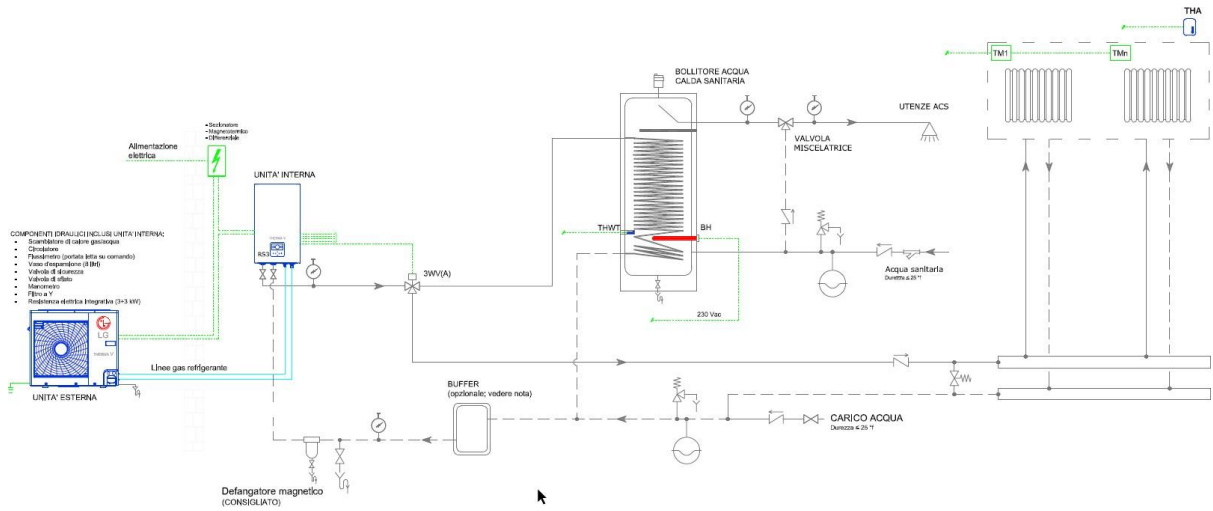 THA
TM1
TMn
BOLLITORE ACQUA
CALDA SANITARIA
UTENZE ACS
VALVOLA
MISCELATRICE
- Sezionatore
- Magnetotermico
- Differenziale
Alimentazione
elettrica
UNITA' INTERNA
COMPONENTI IDRAULICI INCLUSI UNITA' INTERNA:
• Scambiatore di calore gas/acqua
• Circolatore
• Flussimetro (portata letta su comando)
• Vaso d'espansione (8 litri)
• Valvola di sicurezza
• Valvola di sfiato
• Manometro
• Filtro a Y
• Resistenza elettrica integrativa (3+3 kW)
RS3
THWT
BH
3WV(A)
Acqua sanitaria
Durezza ≤ 25 °f
230 Vac
LG
THERMA V
Linee gas refrigerante
UNITA' ESTERNA
BUFFER
(opzionale; vedere nota)
CARICO ACQUA
Durezza ≤ 25 °f
Defangatore magnetico
(CONSIGLIATO)